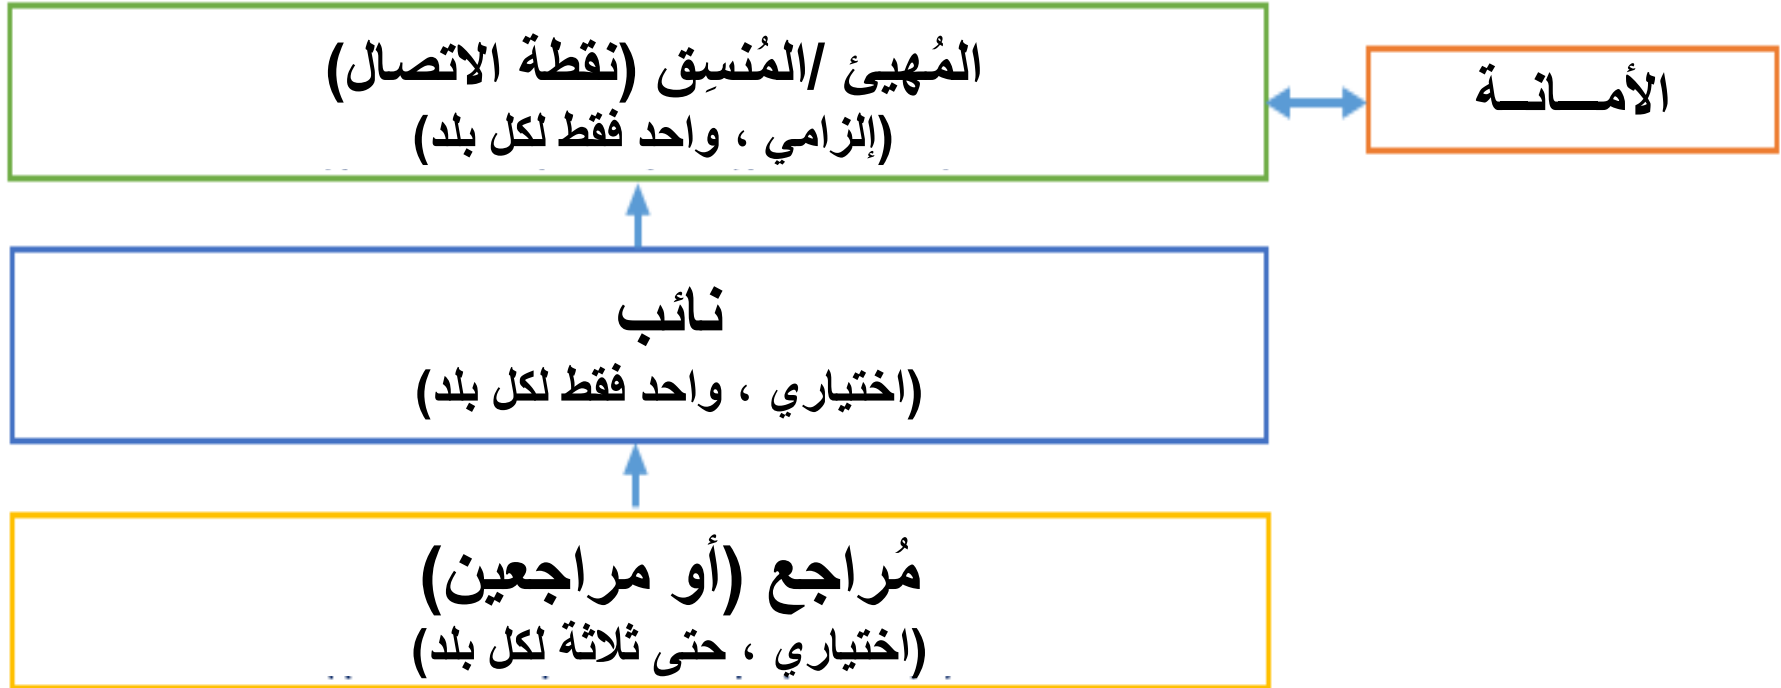 المُهيئ /المُنسِق (نقطة الاتصال)
(إلزامي ، واحد فقط لكل بلد)
الأمـــانـــة
نائب
(اختياري ، واحد فقط لكل بلد)
مُراجع (أو مراجعين)
(اختياري ، حتى ثلاثة لكل بلد)